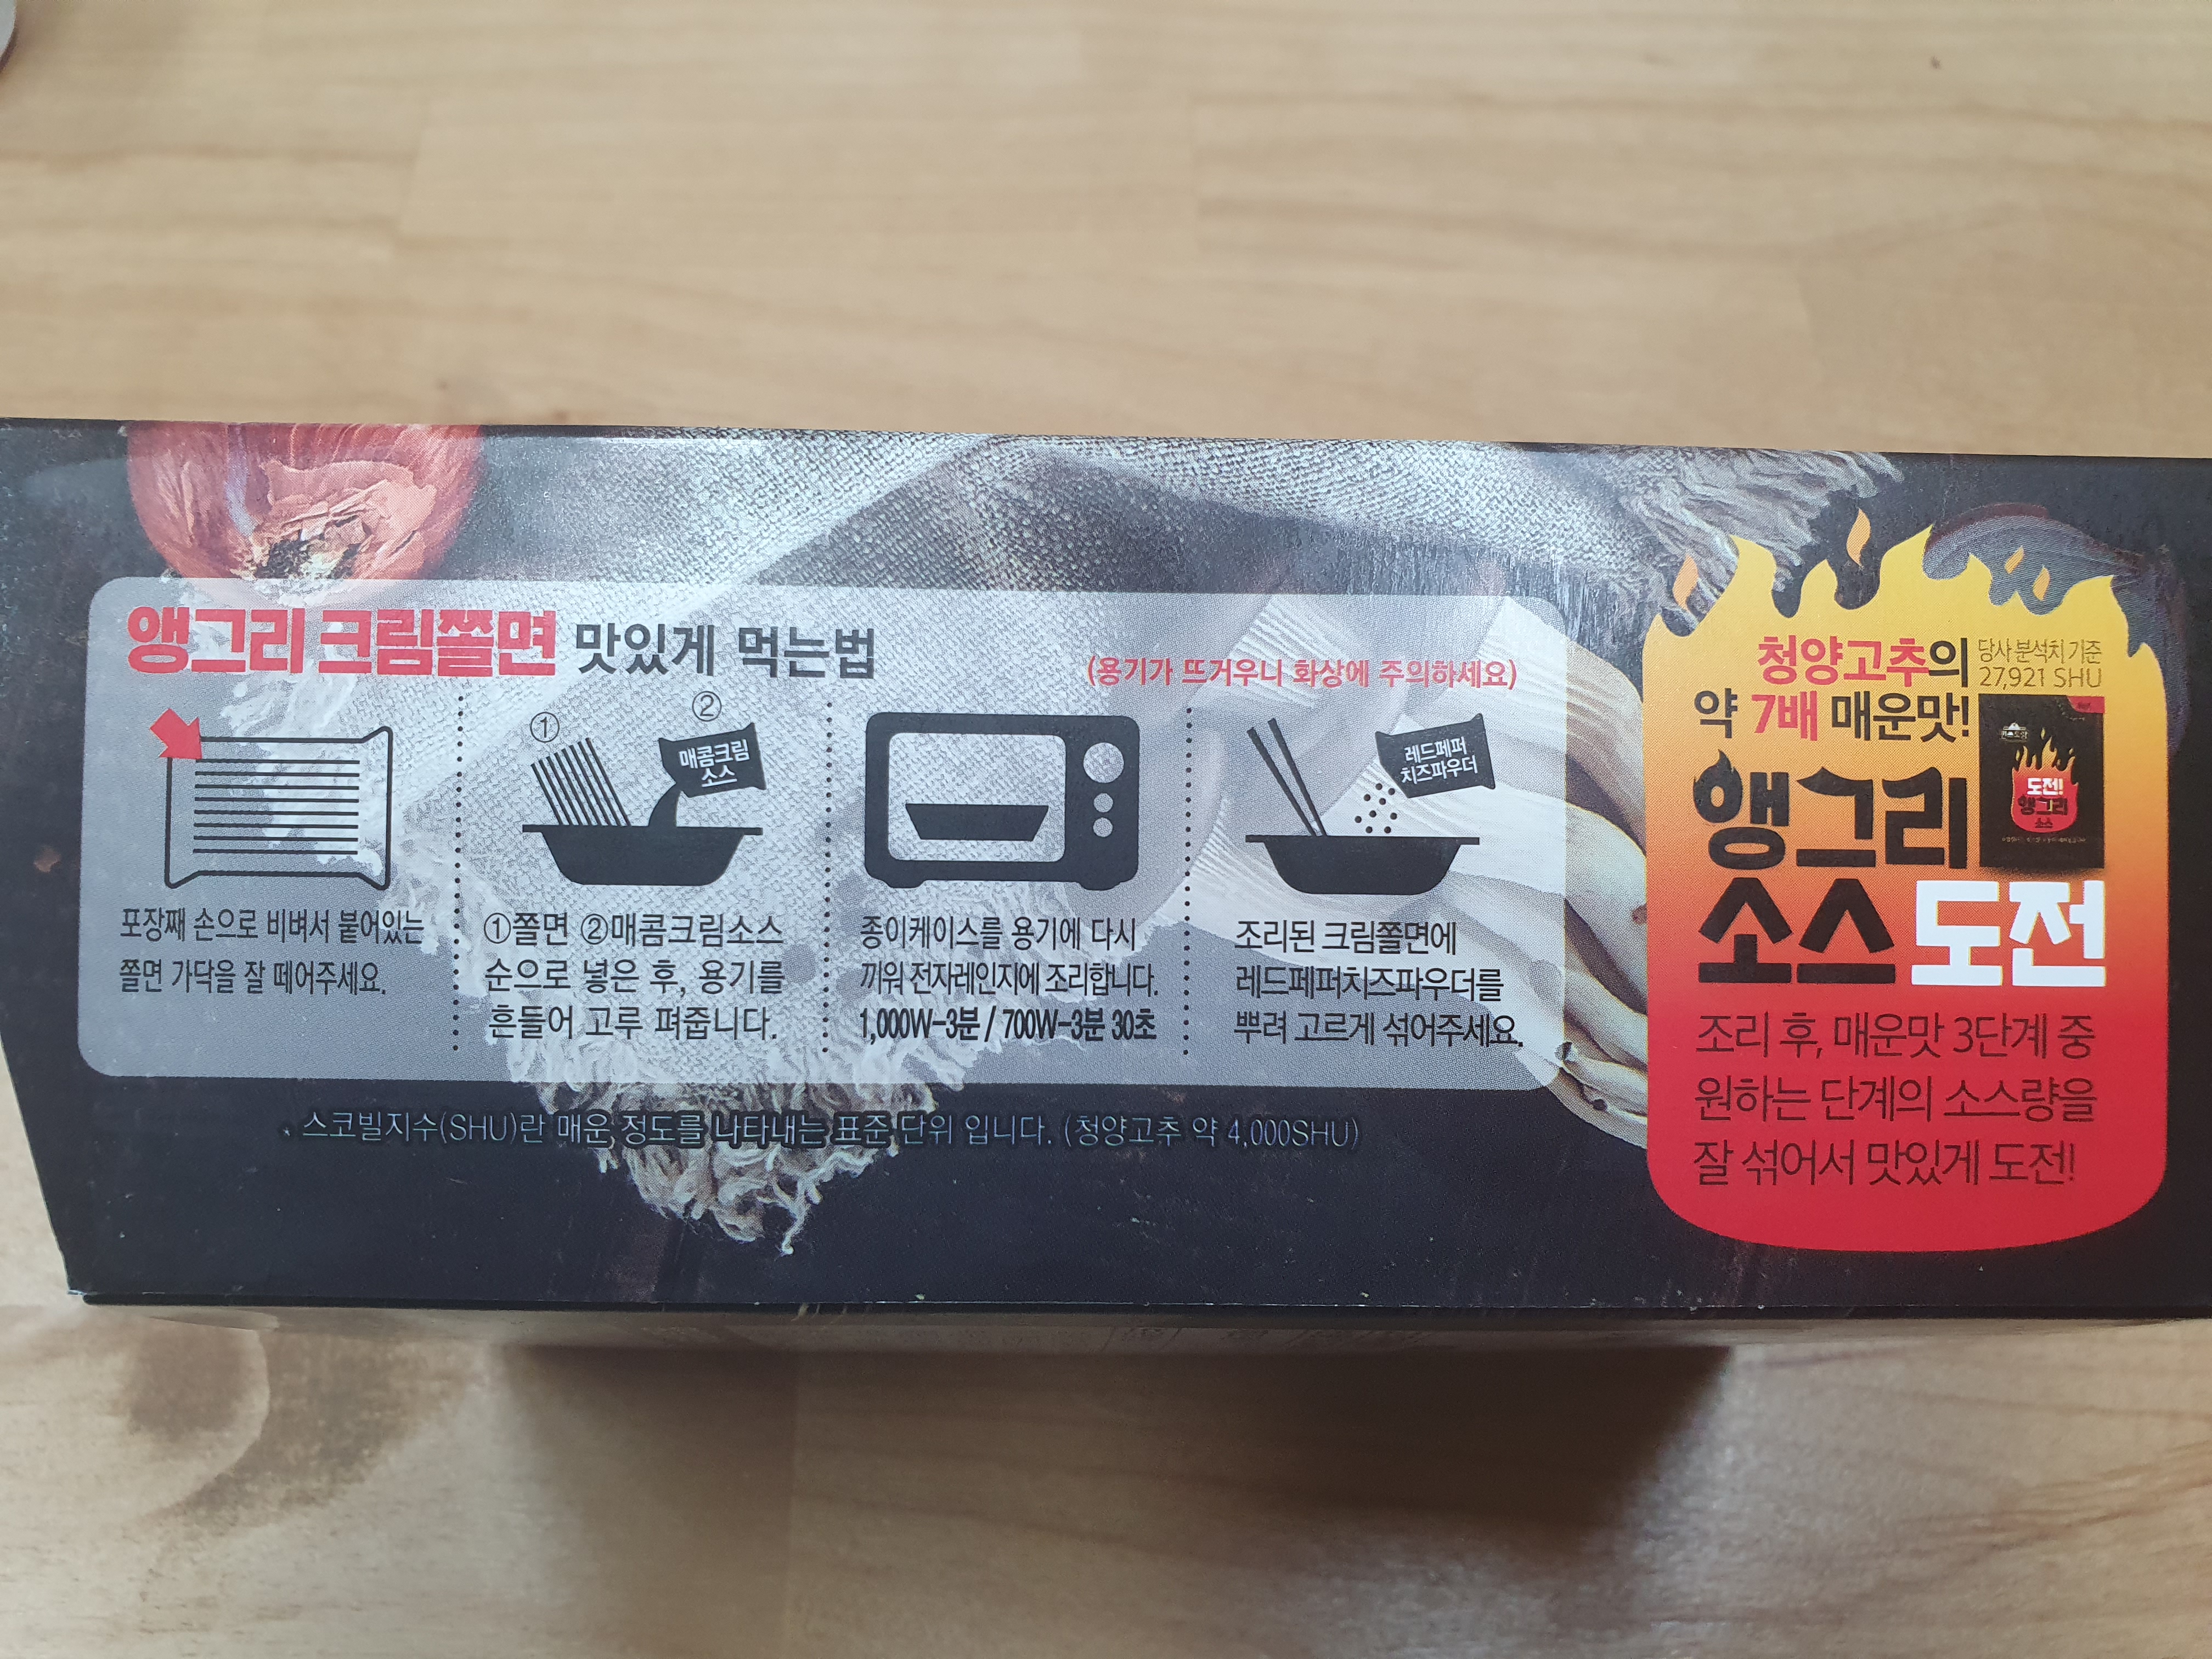 앵그리 크림쫄면 맛있게 먹는법
(용기가 뜨거우니 화상에 주의하세요)
포장째 손으로 비벼서 붙어있는
쫄면 가닥을 잘 떼어주세요.
①
②
매콤크림
소스
①쫄면 ②매콤크림소스
순으로 넣은 후, 용기를
흔들어 고루 펴줍니다.
종이케이스를 용기에 다시
끼워 전자레인지에 조리합니다.
1,000W-3분 / 700W-3분 30초
레드페퍼
치즈파우더
조리된 크림쫄면에
레드페퍼치즈파우더를
뿌려 고르게 섞어주세요.
스코빌지수(SHU)란 매운 정도를 나타내는 표준 단위 입니다. (청양고추 약 4,000SHU)
청양고추의 당사 분석치 기준
27,921 SHU
약 7배 매운맛!
앵그리
소스 도전
도전!
앵그리
소스
조리 후, 매운맛 3단계 중
원하는 단계의 소스량을
잘 섞어서 맛있게 도전!